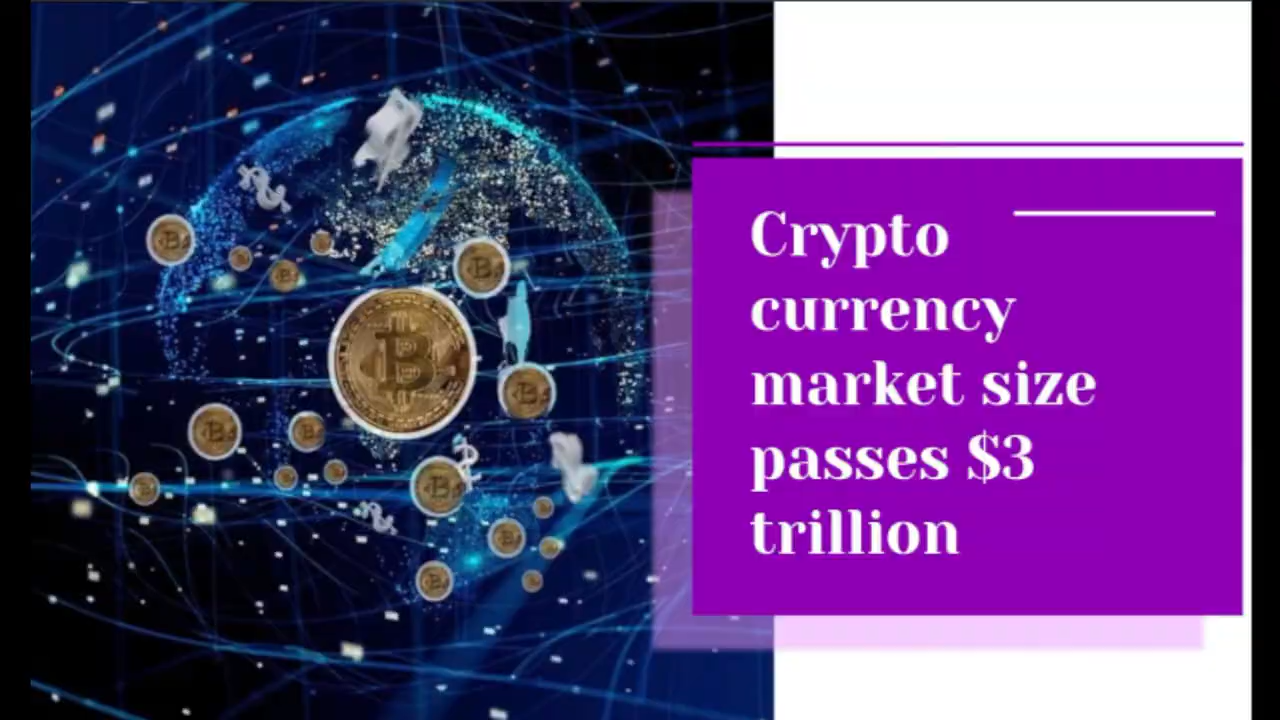 Crypto
currency
market size
passes $3
trillion